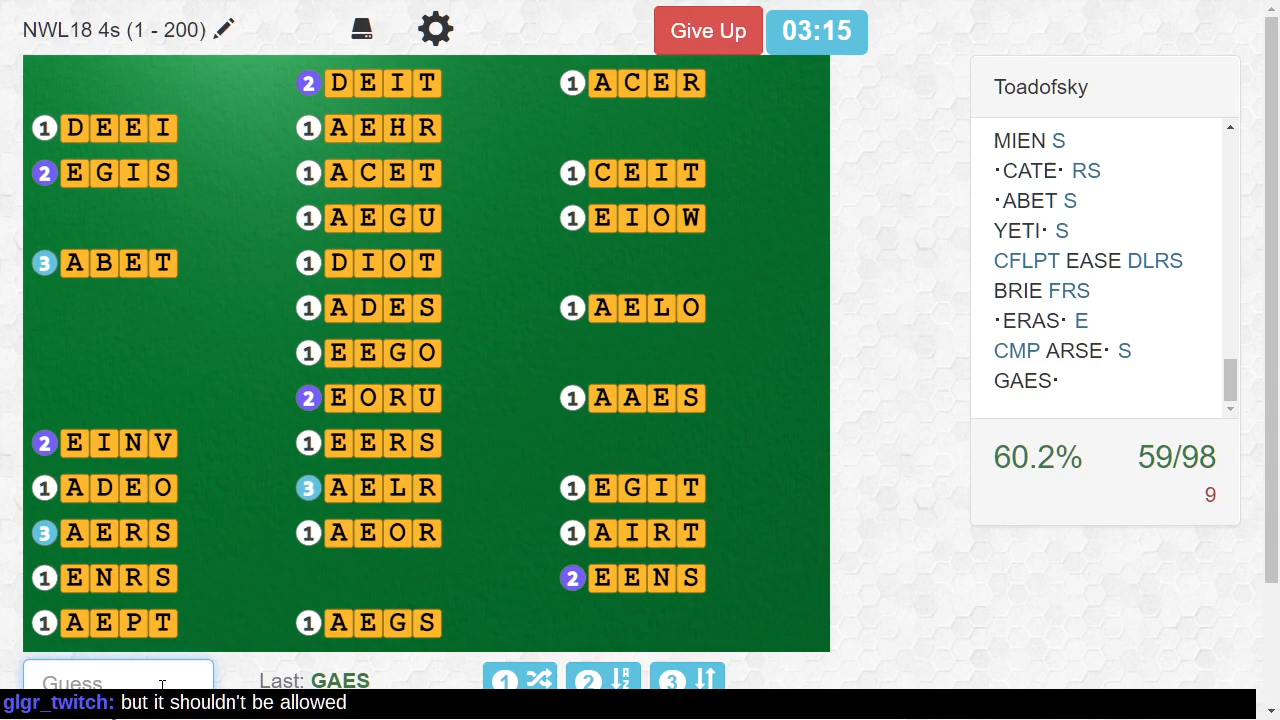 NWL18 4s (1 - 200)
Give Up
03:15
2 DEIT
1 ACER
1 DEEI
1 AEHR
2 EGIS
1 ACET
1 CEIT
1 AEGU
1 EIOW
3 ABET
1 DIOT
1 ADES
1 AELO
1 EEGO
2 EORU
1 AAES
2 EINV
1 EERS
1 ADEO
3 AELR
1 EGIT
3 AERS
1 AEOR
1 AIRT
1 ENRS
2 EENS
1 AEPT
1 AEGS
Guess
Last: GAES
1
2 A Z
3
Toadofsky
MIEN S
·CATE· RS
·ABET S
YETI· S
CFLPT EASE DLRS
BRIE FRS
·ERAS· E
CMP ARSE· S
GAES·
60.2% 59/98
9
glgr_twitch: but it shouldn't be allowed